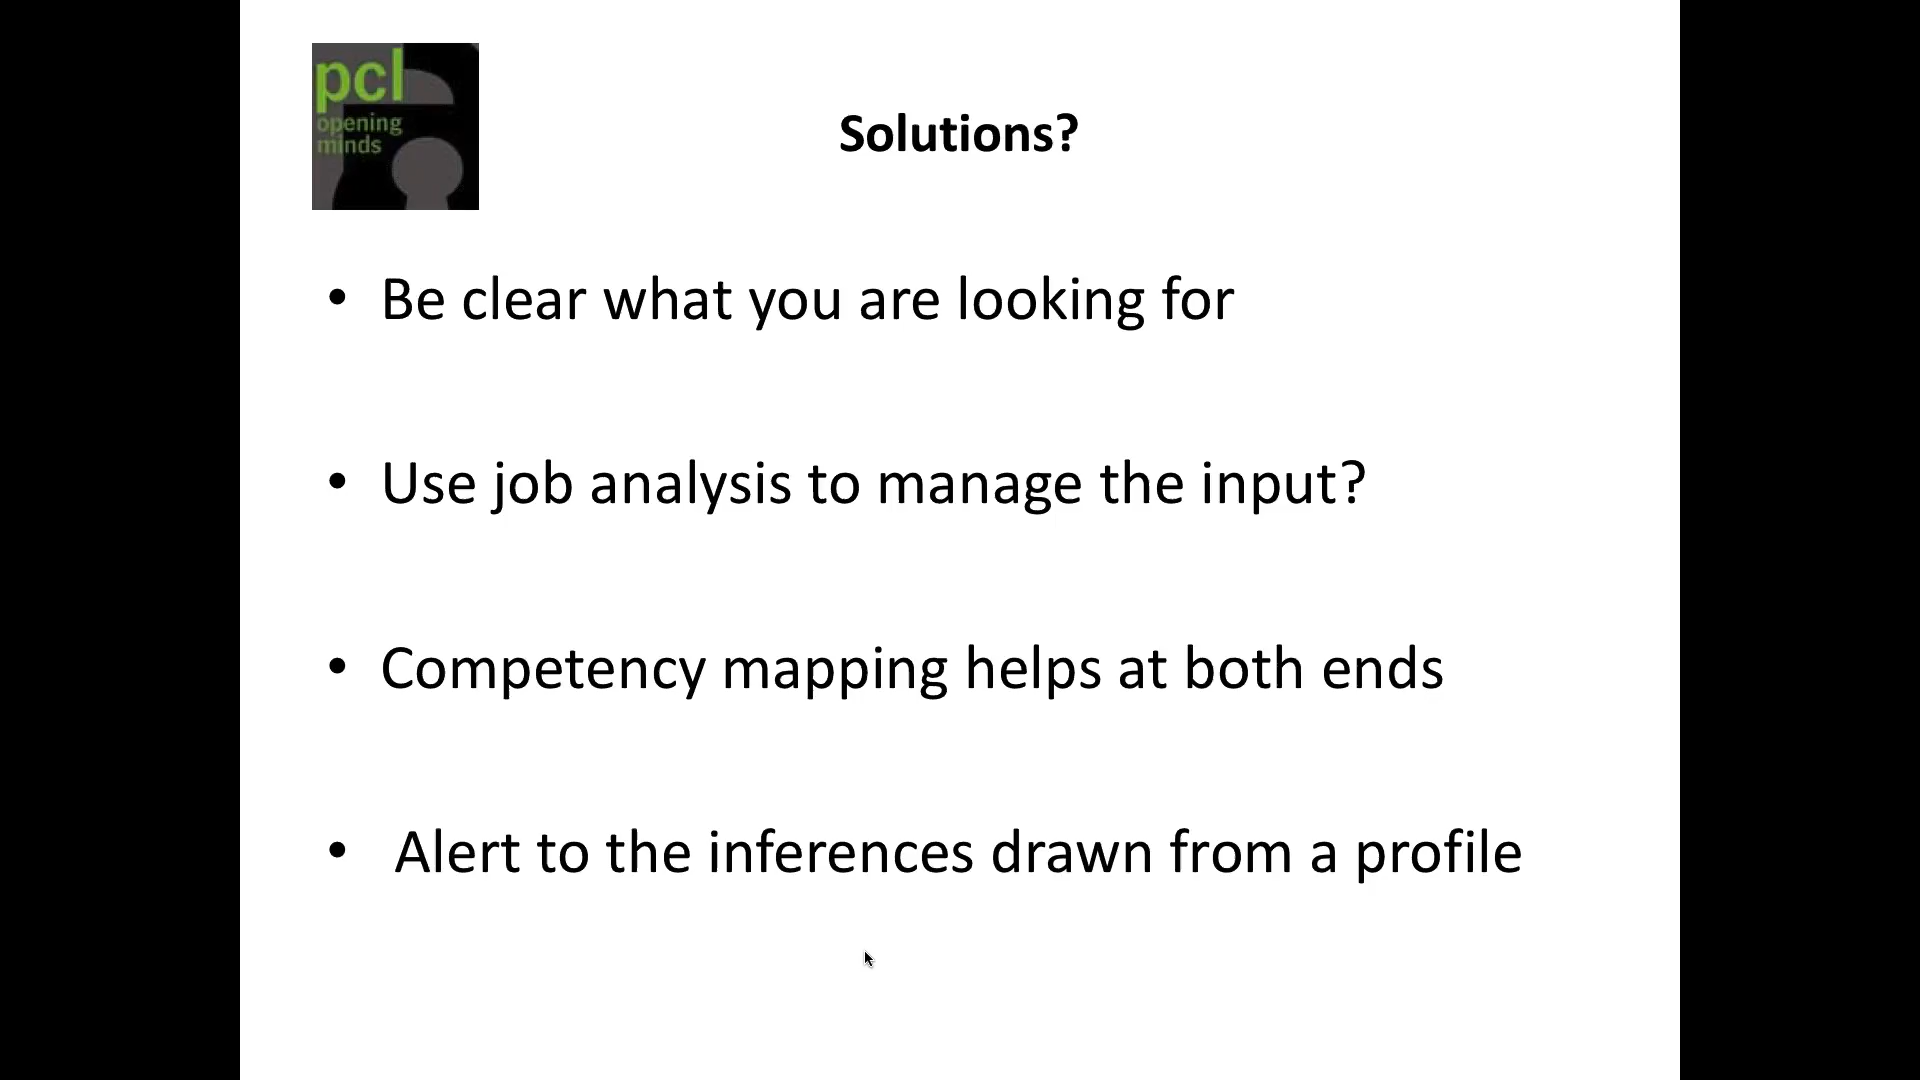 pcl
opening
minds
Solutions?
• Be clear what you are looking for
• Use job analysis to manage the input?
• Competency mapping helps at both ends
• Alert to the inferences drawn from a profile